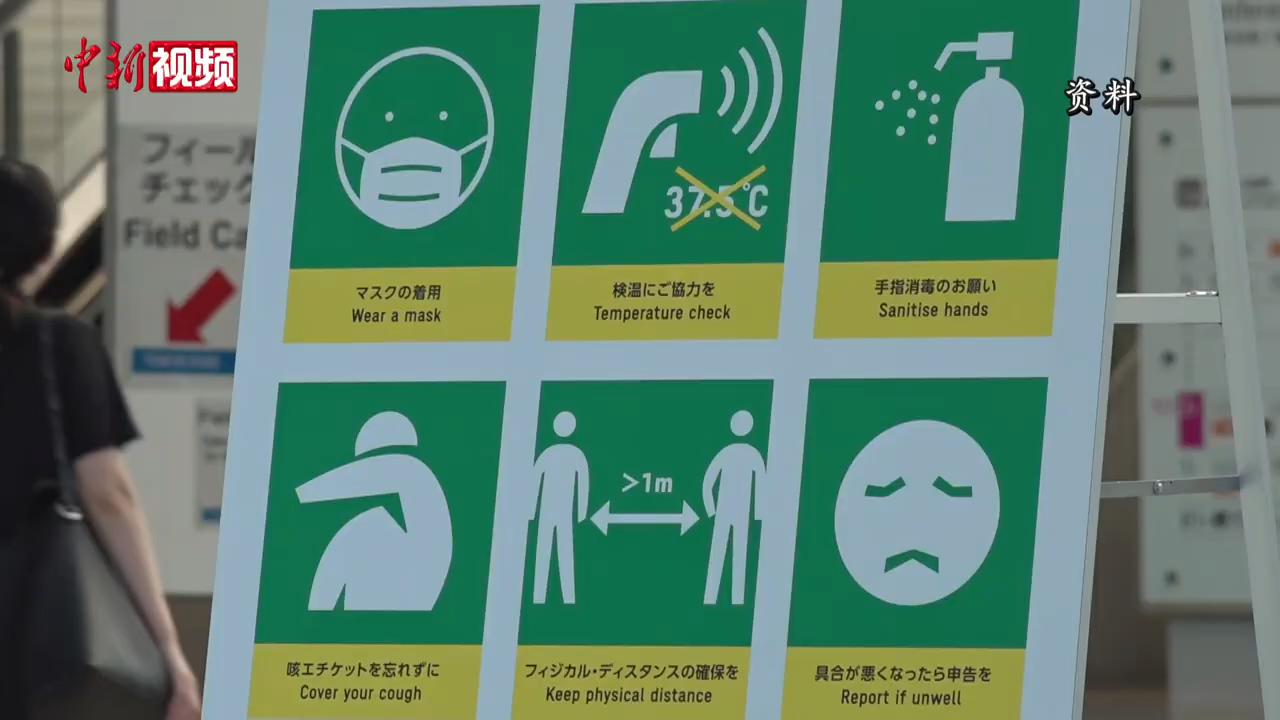 中新视频
资料
フィール
チェック
Field Ca
37.5℃
マスクの着用
Wear a mask
検温にご協力を
Temperature check
手指消毒のお願い
Sanitise hands
>1m
咳エチケットを忘れずに
Cover your cough
フィジカル・ディスタンスの確保を
Keep physical distance
具合が悪くなったら申告を
Report if unwell